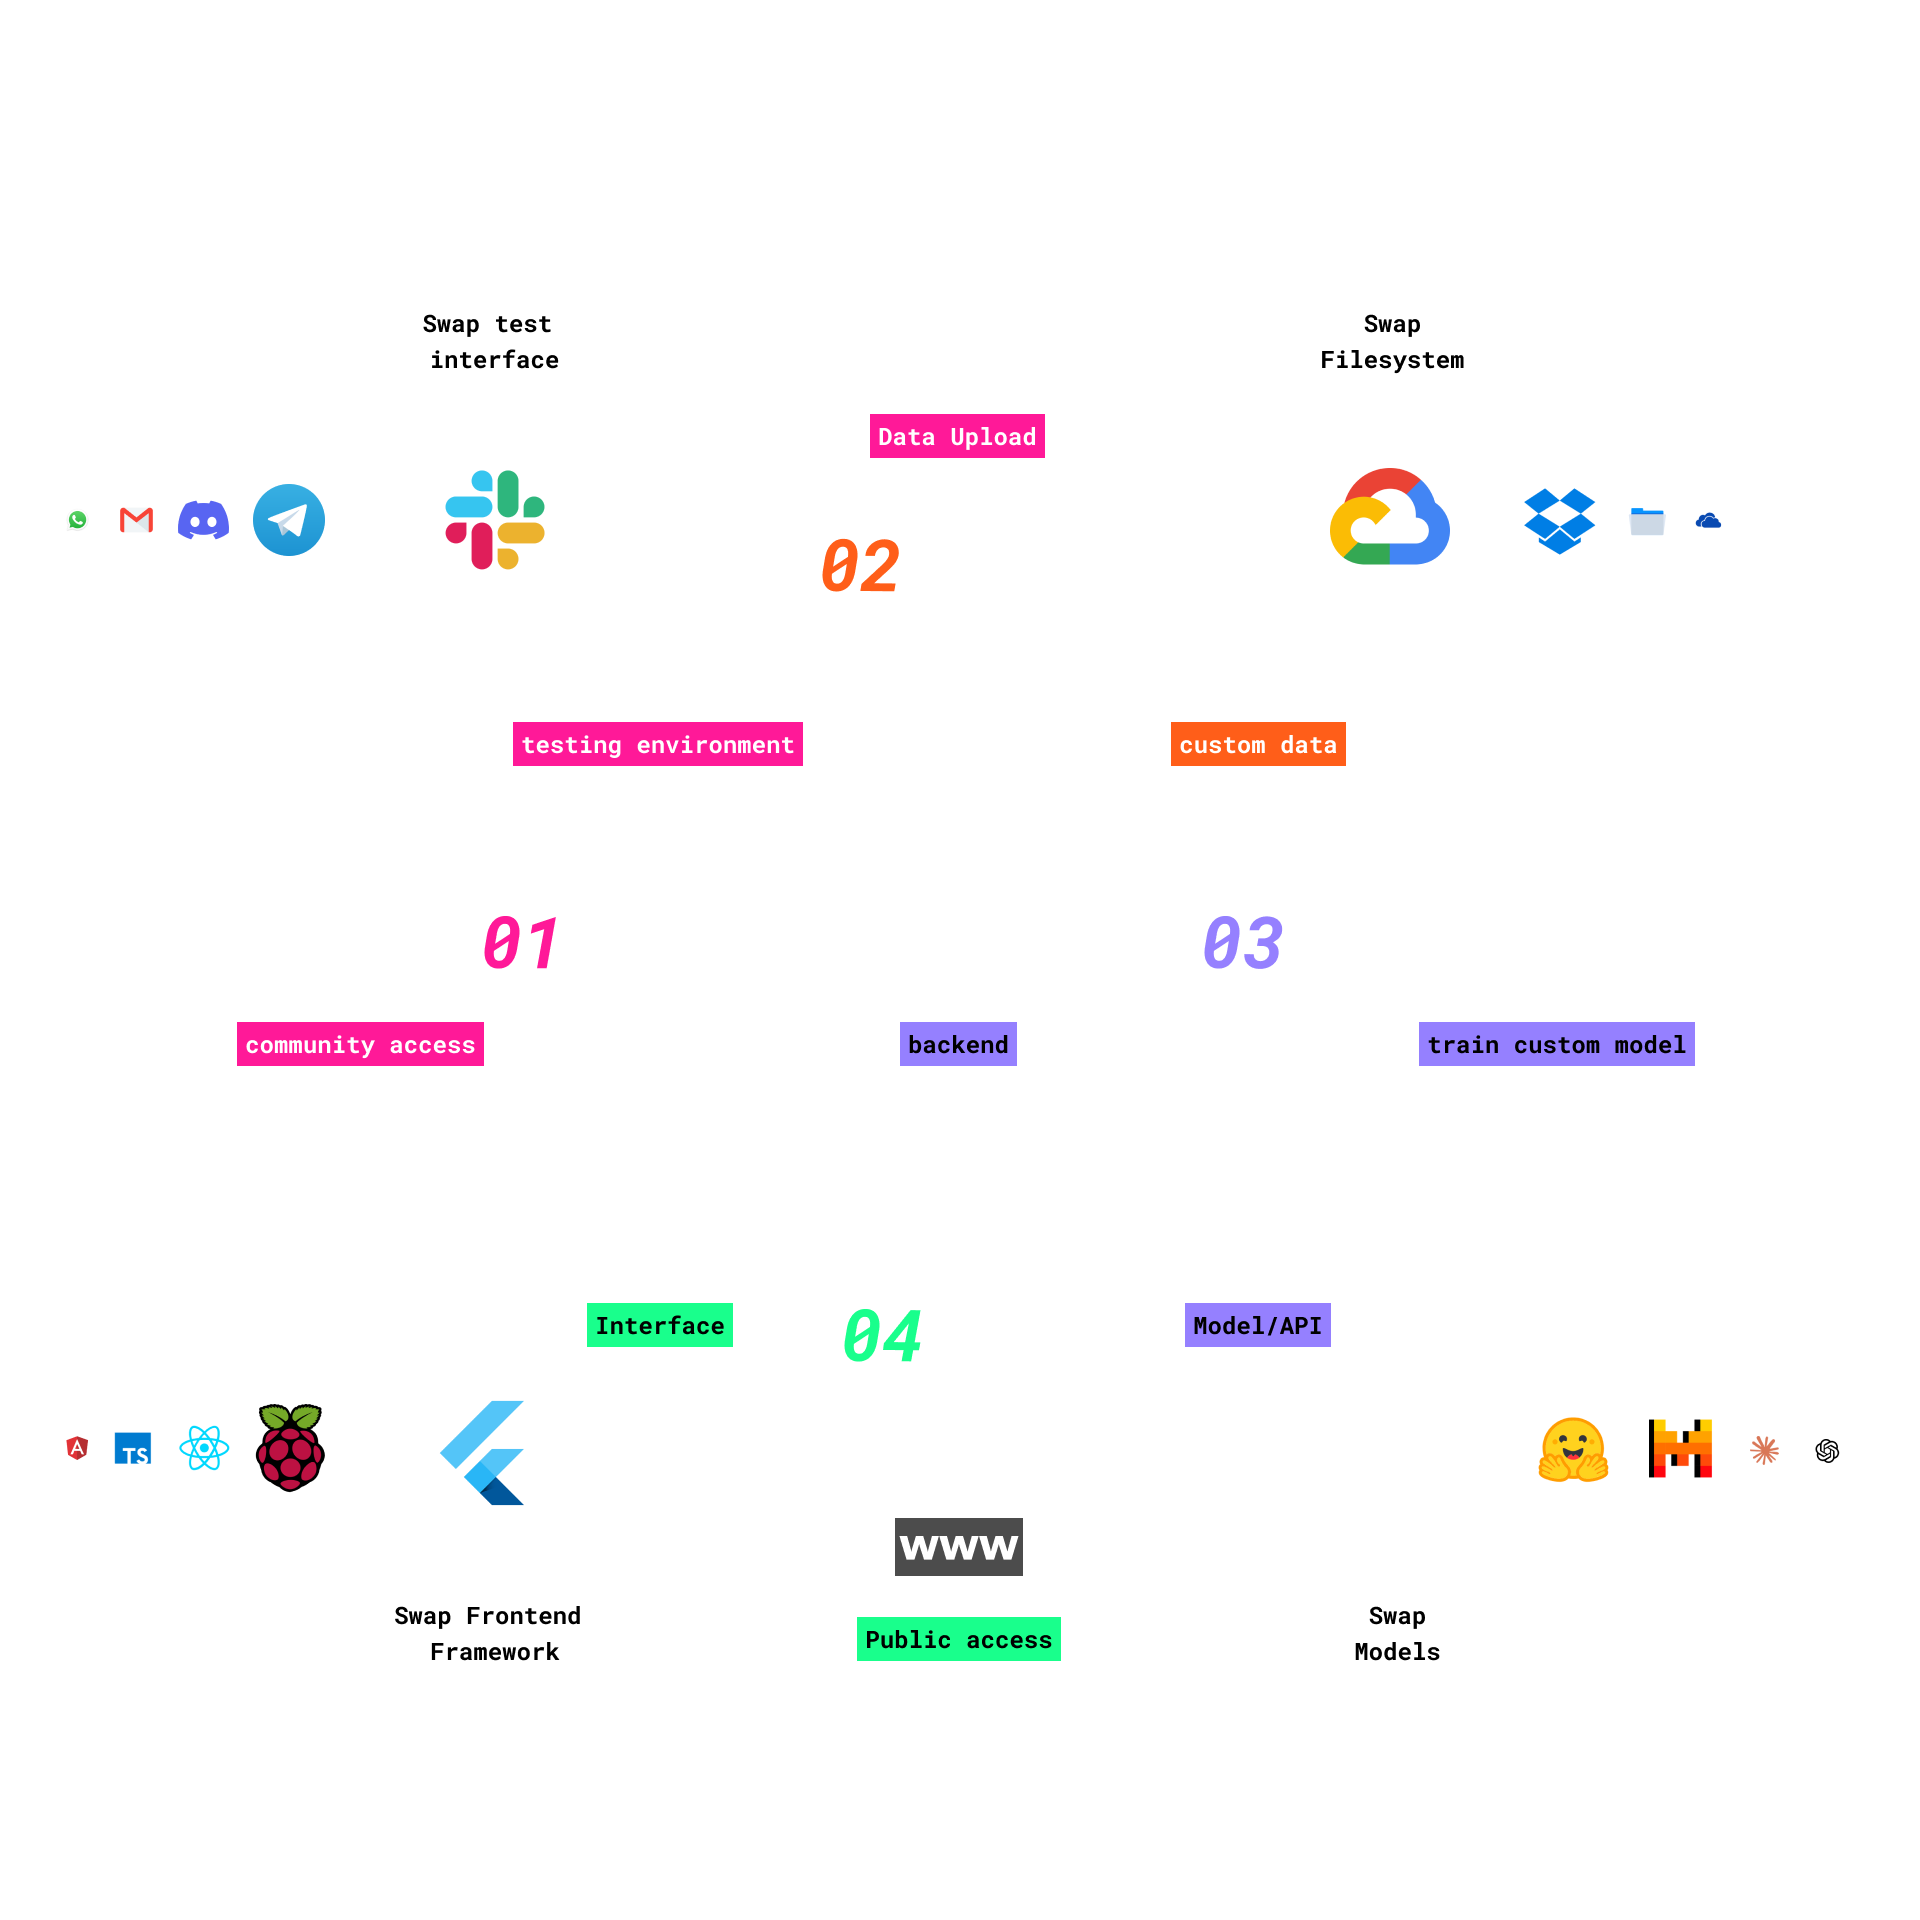 Swap test
interface
Swap
Filesystem
Data Upload
02
testing environment
custom data
01
03
community access
backend
train custom model
Interface
04
Model/API
TS
www
Swap Frontend
Framework
Public access
Swap
Models